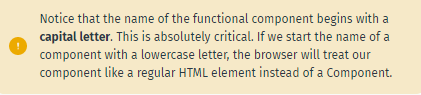 Notice that the name of the functional component begins with a
capital letter. This is absolutely critical. If we start the name of a
component with a lowercase letter, the browser will treat our
component like a regular HTML element instead of a Component.